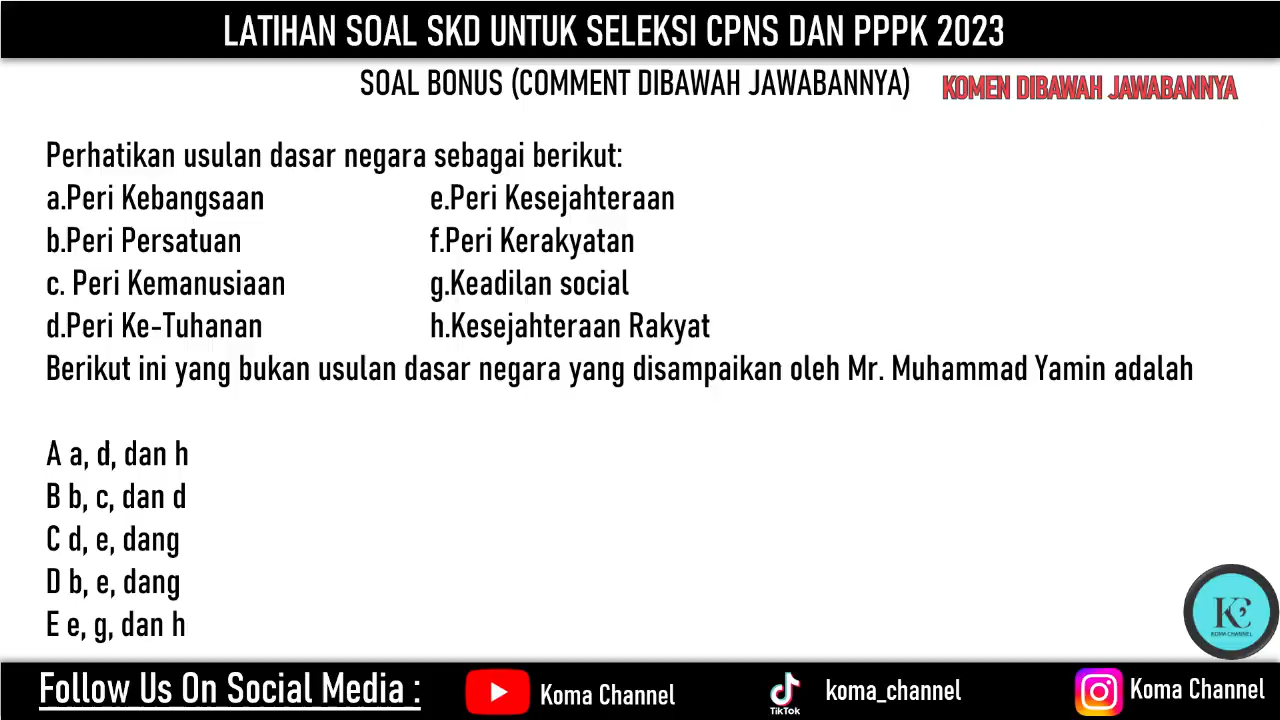 LATIHAN SOAL SKD UNTUK SELEKSI CPNS DAN PPPK 2023
SOAL BONUS (COMMENT DIBAWAH JAWABANNYA)
KOMEN DIBAWAH JAWABANNYA
Perhatikan usulan dasar negara sebagai berikut:
a.Peri Kebangsaan e.Peri Kesejahteraan
b.Peri Persatuan f.Peri Kerakyatan
c. Peri Kemanusiaan g.Keadilan social
d.Peri Ke-Tuhanan h.Kesejahteraan Rakyat
Berikut ini yang bukan usulan dasar negara yang disampaikan oleh Mr. Muhammad Yamin adalah
A a, d, dan h
B b, c, dan d
C d, e, dang
D b, e, dang
E e, g, dan h
KC
KOMA CHANNEL
Follow Us On Social Media : Koma Channel TikTok koma_channel Koma Channel